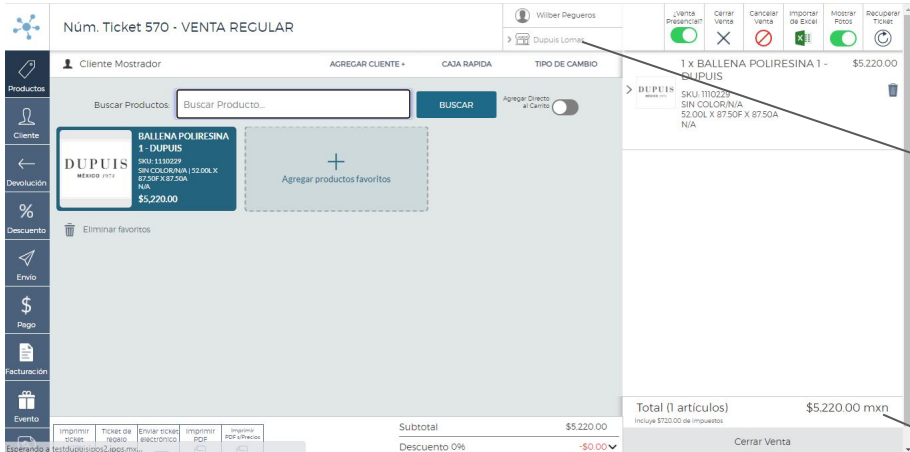 Núm. Ticket 570 - VENTA REGULAR
Wilber Pegueros
Dupuis Lomas
¿Venta Presencial?
Cerrar Venta
Cancelar Venta
Importar de Excel
Mostrar Fotos
Recuperar Ticket
Productos
Cliente
Devolución
Descuento
Envío
Pago
Facturación
Evento
Cliente Mostrador
AGREGAR CLIENTE +
CAJA RAPIDA
TIPO DE CAMBIO
Buscar Productos:
Buscar Producto...
BUSCAR
Agregar Directo
al Carrito
DUPUIS
MÉXICO 1974
BALLENA POLIRESINA
1 - DUPUIS
SKU: 1110229
SIN COLOR/N/A | 52.00L X
87.50F X 87.50A
N/A
$5,220.00
Agregar productos favoritos
Eliminar favoritos
1 x BALLENA POLIRESINA 1 -
DUPUIS
$5,220.00
DUPUIS
SKU: 1110229
SIN COLOR/N/A
52.00L X 87.50F X 87.50A
N/A
Imprimir
ticket
Ticket de
regalo
Enviar ticket
electrónico
Imprimir
PDF
Imprimir
PDF s/Precios
Subtotal
$5,220.00
Descuento 0%
-$0.00
Total (1 artículos)
$5,220.00 mxn
Incluye $720.00 de impuestos
Cerrar Venta
Esperando a testdupuisipos2.ipos.mx...